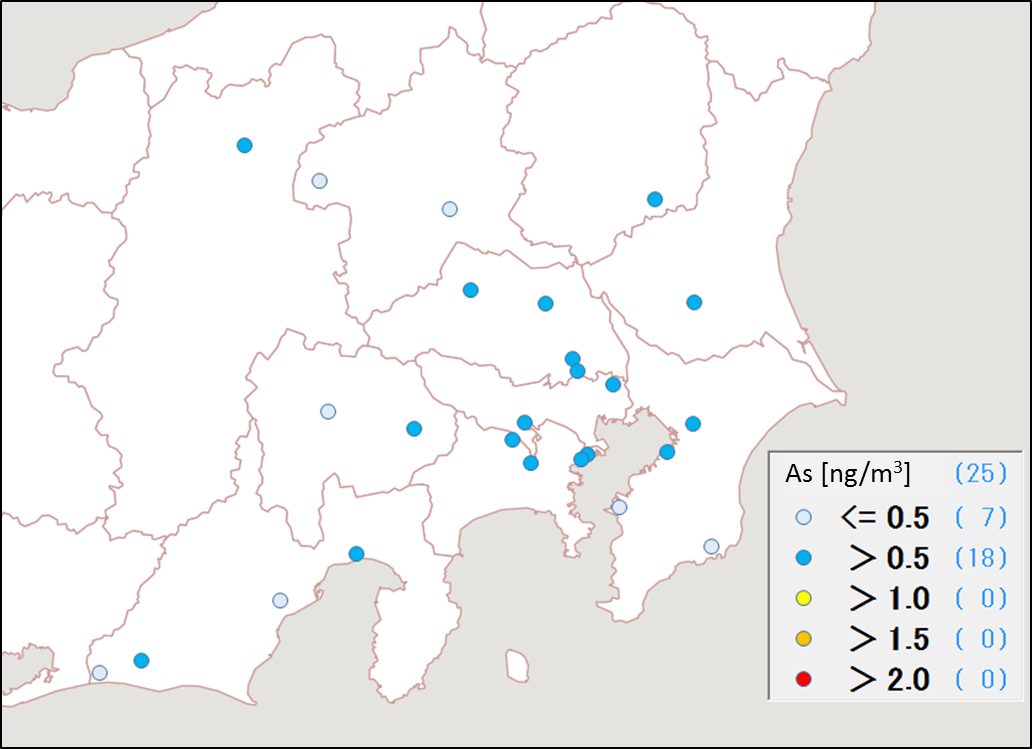 As [ng/m³] (25)
<= 0.5 ( 7)
＞ 0.5 (18)
＞ 1.0 ( 0)
＞ 1.5 ( 0)
＞ 2.0 ( 0)